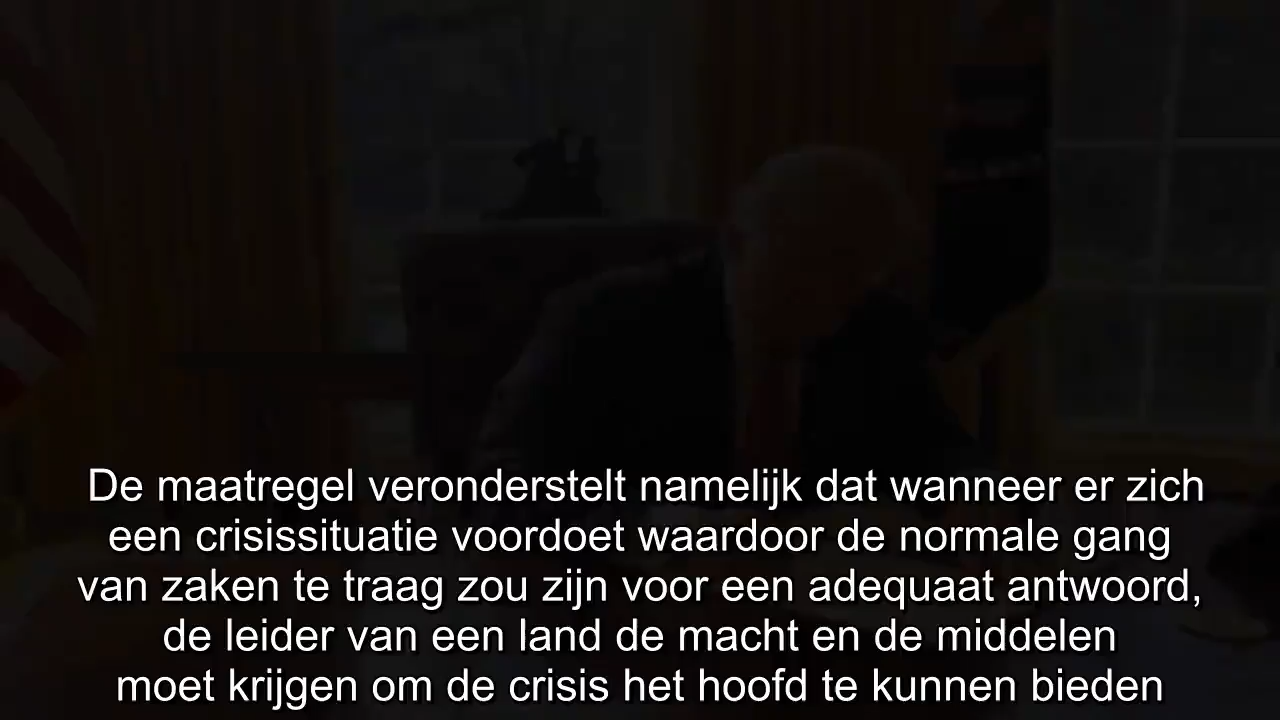 De maatregel veronderstelt namelijk dat wanneer er zich
een crisissituatie voordoet waardoor de normale gang
van zaken te traag zou zijn voor een adequaat antwoord,
de leider van een land de macht en de middelen
moet krijgen om de crisis het hoofd te kunnen bieden